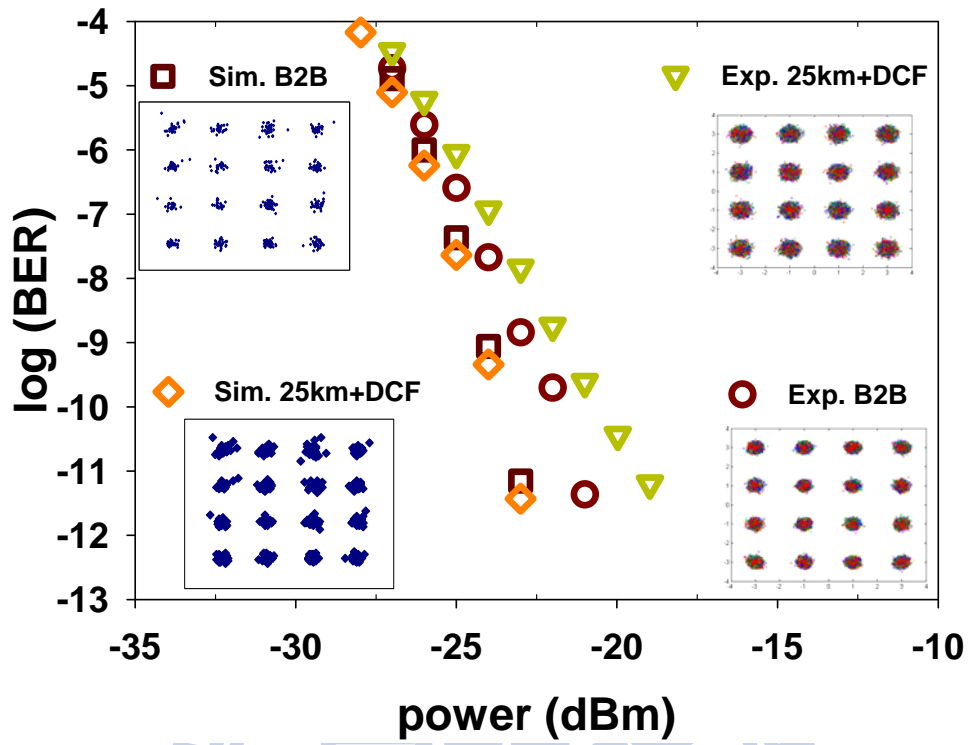 -4
-5
-6
-7
-8
-9
-10
-11
-12
-13
log (BER)
Sim. B2B
Exp. 25km+DCF
Sim. 25km+DCF
Exp. B2B
-35 -30 -25 -20 -15 -10
power (dBm)